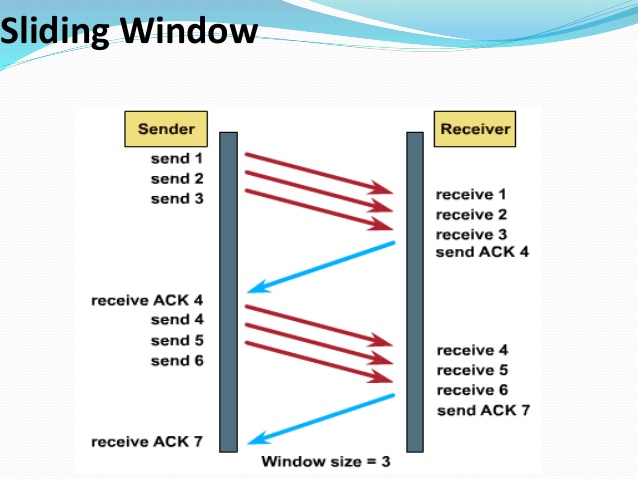 Sliding Window
Sender
Receiver
send 1
send 2
send 3
receive 1
receive 2
receive 3
send ACK 4
receive ACK 4
send 4
send 5
send 6
receive 4
receive 5
receive 6
send ACK 7
receive ACK 7
Window size = 3